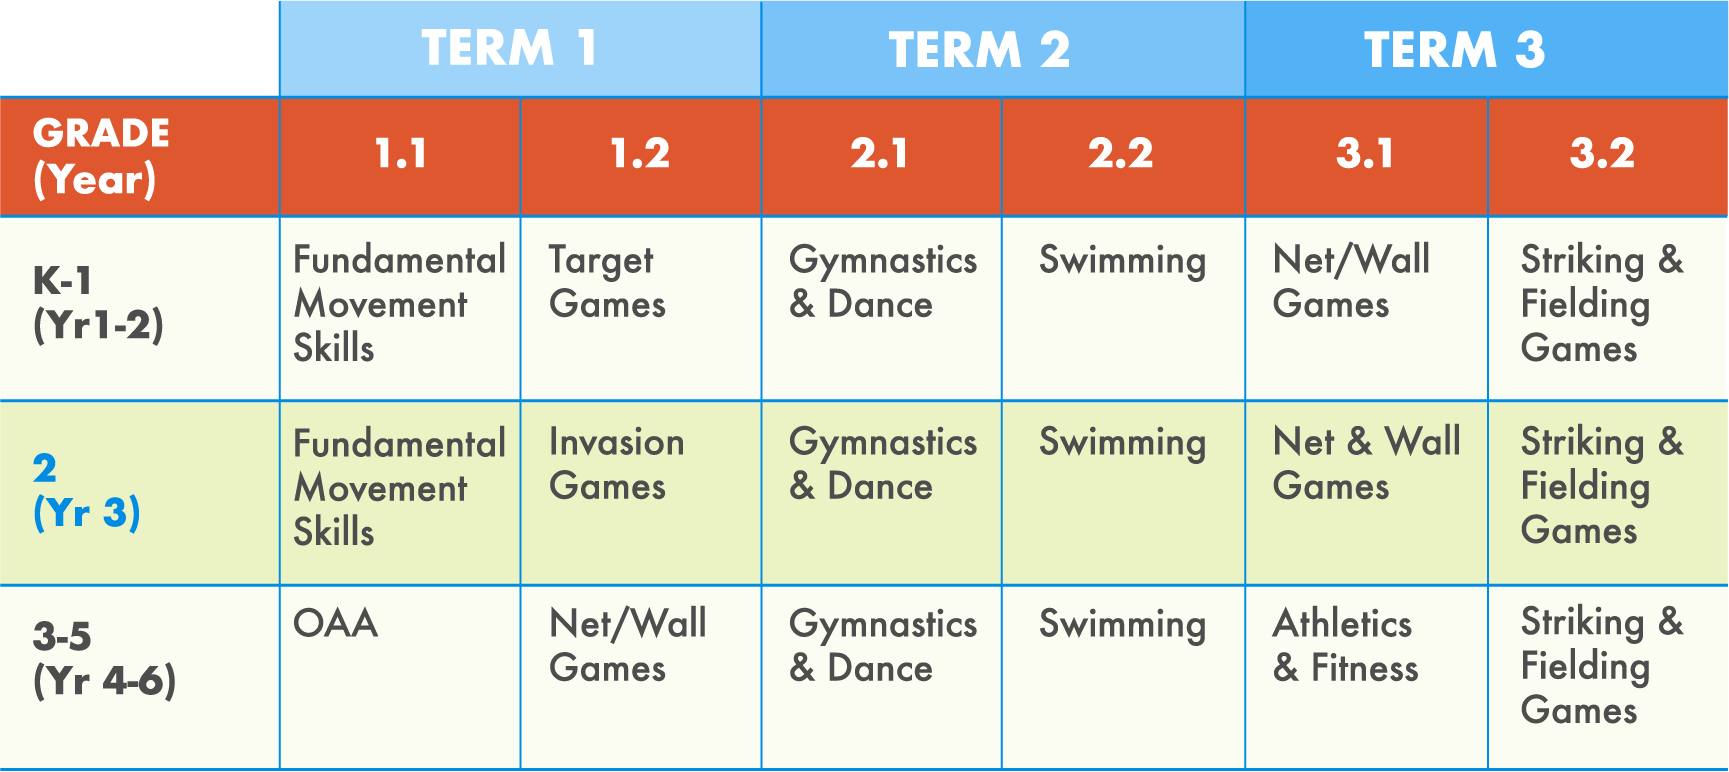 TERM 1
TERM 2
TERM 3
GRADE
(Year)
1.1
1.2
2.1
2.2
3.1
3.2
K-1
(Yr1-2)
Fundamental
Movement
Skills
Target
Games
Gymnastics
& Dance
Swimming
Net/Wall
Games
Striking &
Fielding
Games
2
(Yr 3)
Fundamental
Movement
Skills
Invasion
Games
Gymnastics
& Dance
Swimming
Net & Wall
Games
Striking &
Fielding
Games
3-5
(Yr 4-6)
OAA
Net/Wall
Games
Gymnastics
& Dance
Swimming
Athletics
& Fitness
Striking &
Fielding
Games